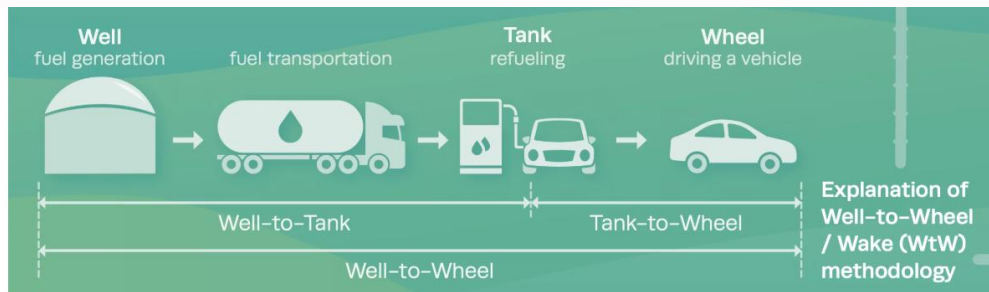 Well
fuel generation
fuel transportation
Tank
refueling
Wheel
driving a vehicle
Well-to-Tank
Tank-to-Wheel
Well-to-Wheel
Explanation of
Well-to-Wheel
/ Wake (WtW)
methodology